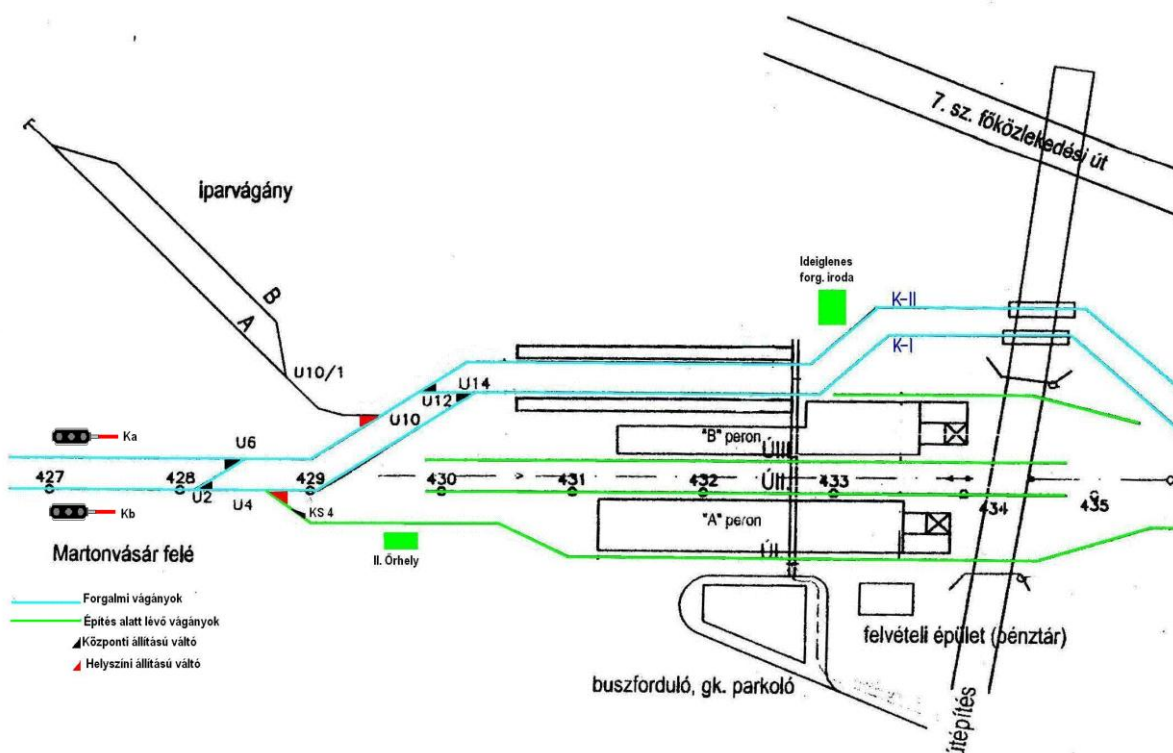 7. sz. főközlekedési út
iparvágány
B
A
Ideiglenes
forg. iroda
K-II
K-I
U10/1
U14
U12
U10
U6
Ka
"B" peron
ÚIII
427
428
429
430
431
432
433
434
435
U2
U4
ÚII.
KS 4
Kb
"A" peron
ÚI
II. Őrhely
Martonvásár felé
Forgalmi vágányok
Építés alatt lévő vágányok
Központi állítású váltó
Helyszíni állítású váltó
felvételi épület (pénztár)
buszforduló, gk. parkoló
útépítés